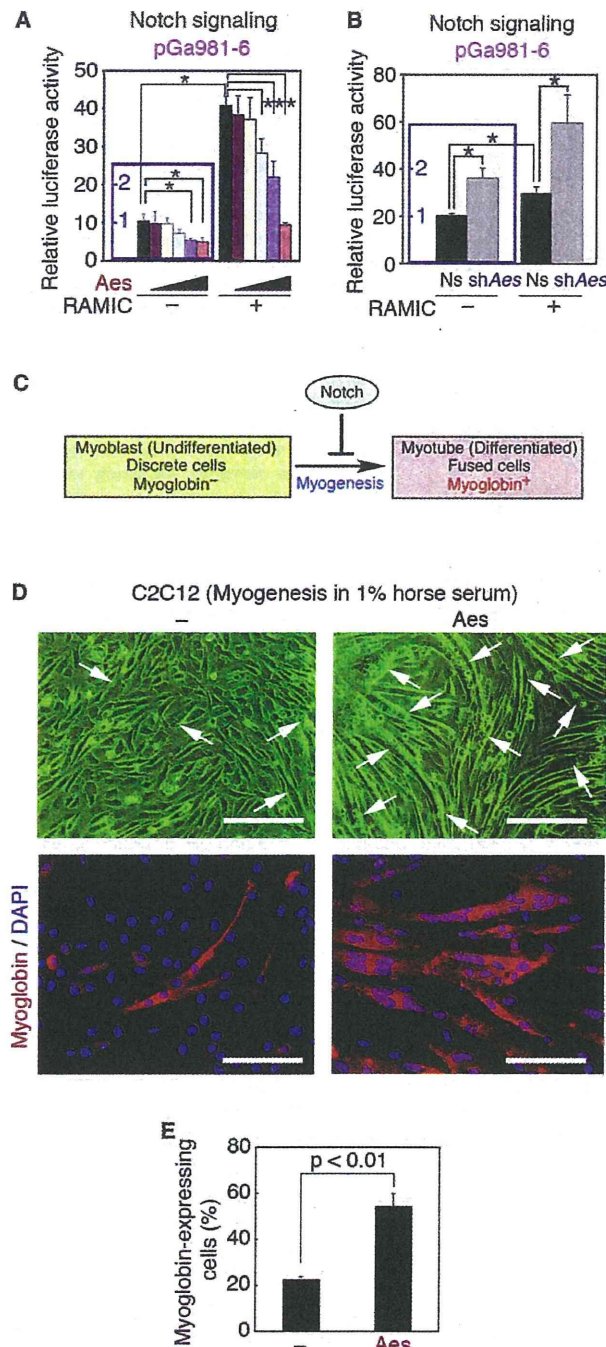 A
Notch signaling
pGa981-6
Relative luciferase activity
50
40
30
20
10
0
2
1
*
*
*
***
Aes
RAMIC
–
+
B
Notch signaling
pGa981-6
Relative luciferase activity
80
60
40
20
0
2
1
*
*
*
Ns shAes Ns shAes
RAMIC
–
+
C
Notch
Myoblast (Undifferentiated)
Discrete cells
Myoglobin–
Myogenesis
Myotube (Differentiated)
Fused cells
Myoglobin+
D
C2C12 (Myogenesis in 1% horse serum)
– Aes
Myoglobin / DAPI
E
Myoglobin-expressing
cells (%)
80
60
40
20
0
p < 0.01
– Aes